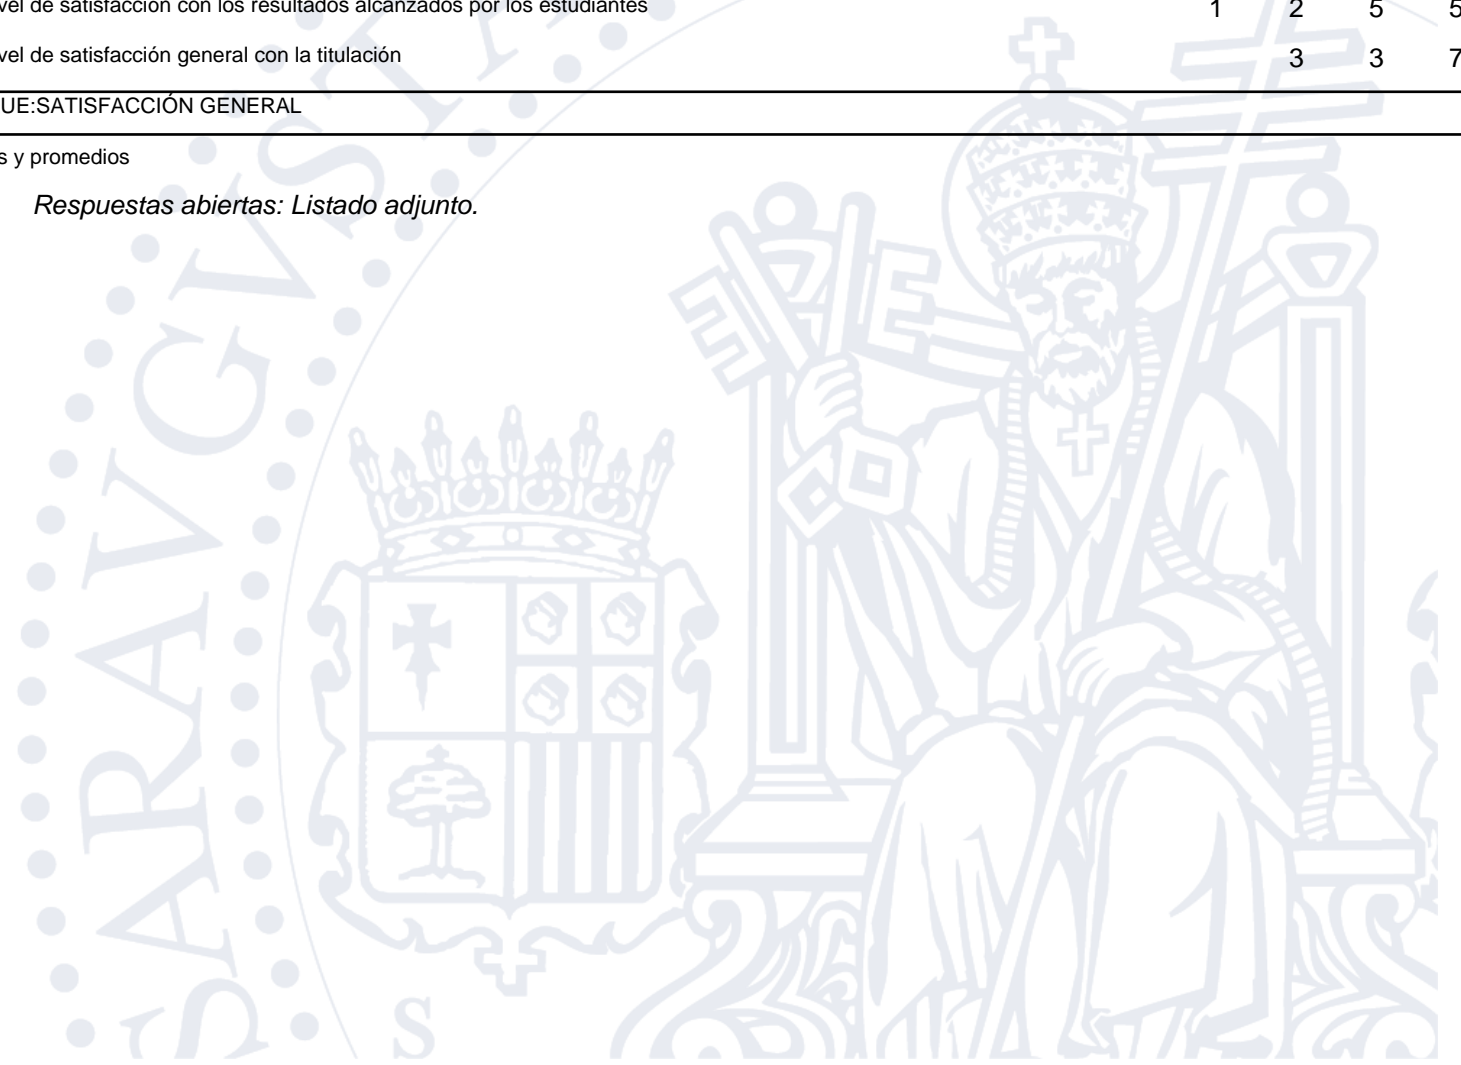 vel de satisfacción con los resultados alcanzados por los estudiantes 1 2 5 5
vel de satisfacción general con la titulación 3 3 7
UE:SATISFACCIÓN GENERAL
s y promedios
Respuestas abiertas: Listado adjunto.
SARAVGVSTA
S